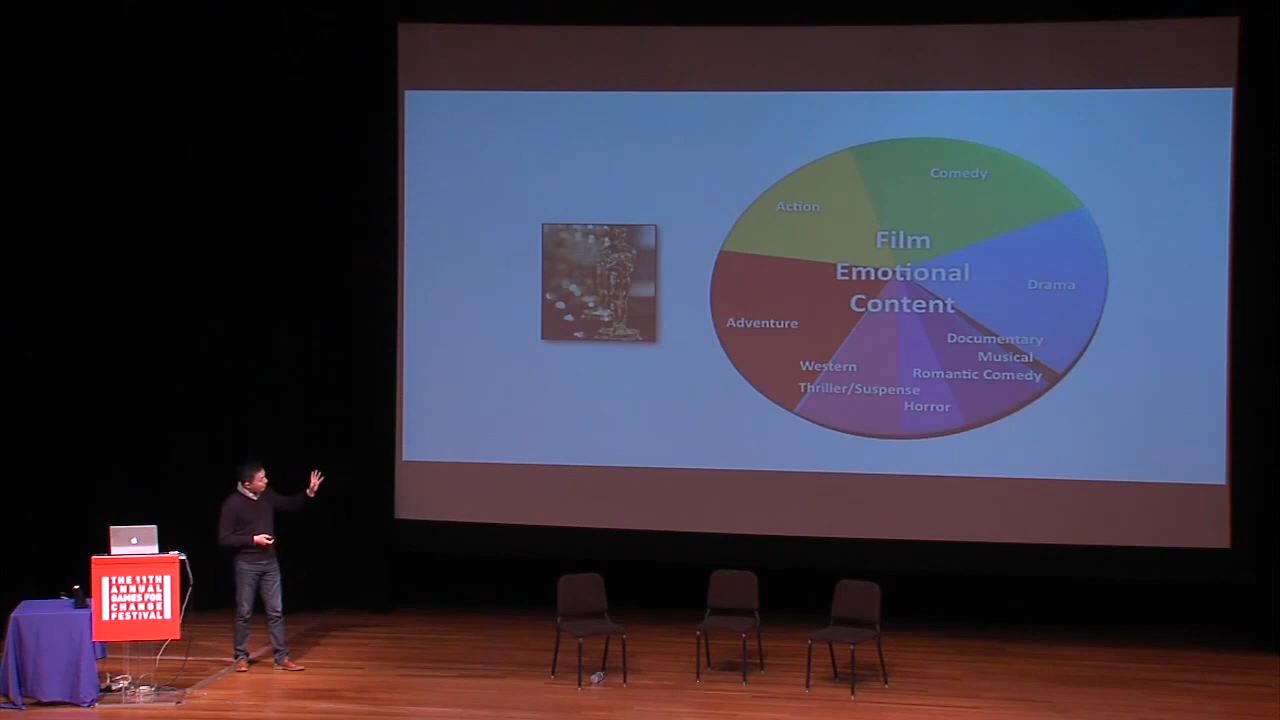 Comedy
Action
Film
Emotional
Content
Drama
Adventure
Documentary
Musical
Western
Romantic Comedy
Thriller/Suspense
Horror
THE 11TH
ANNUAL
GAMES FOR
CHANGE
FESTIVAL